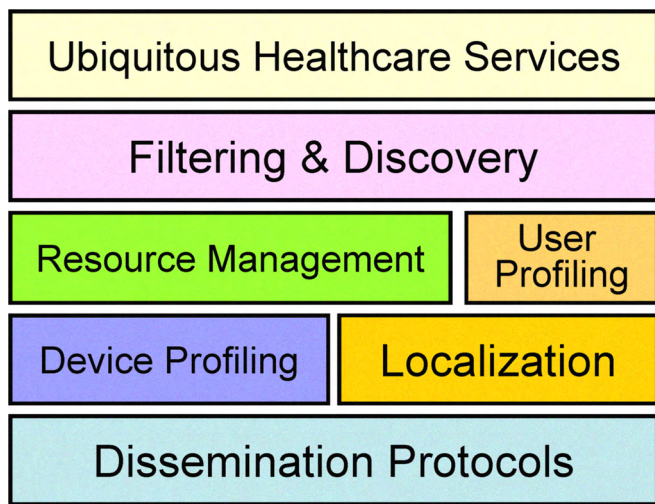 Ubiquitous Healthcare Services
Filtering & Discovery
Resource Management
User
Profiling
Device Profiling
Localization
Dissemination Protocols